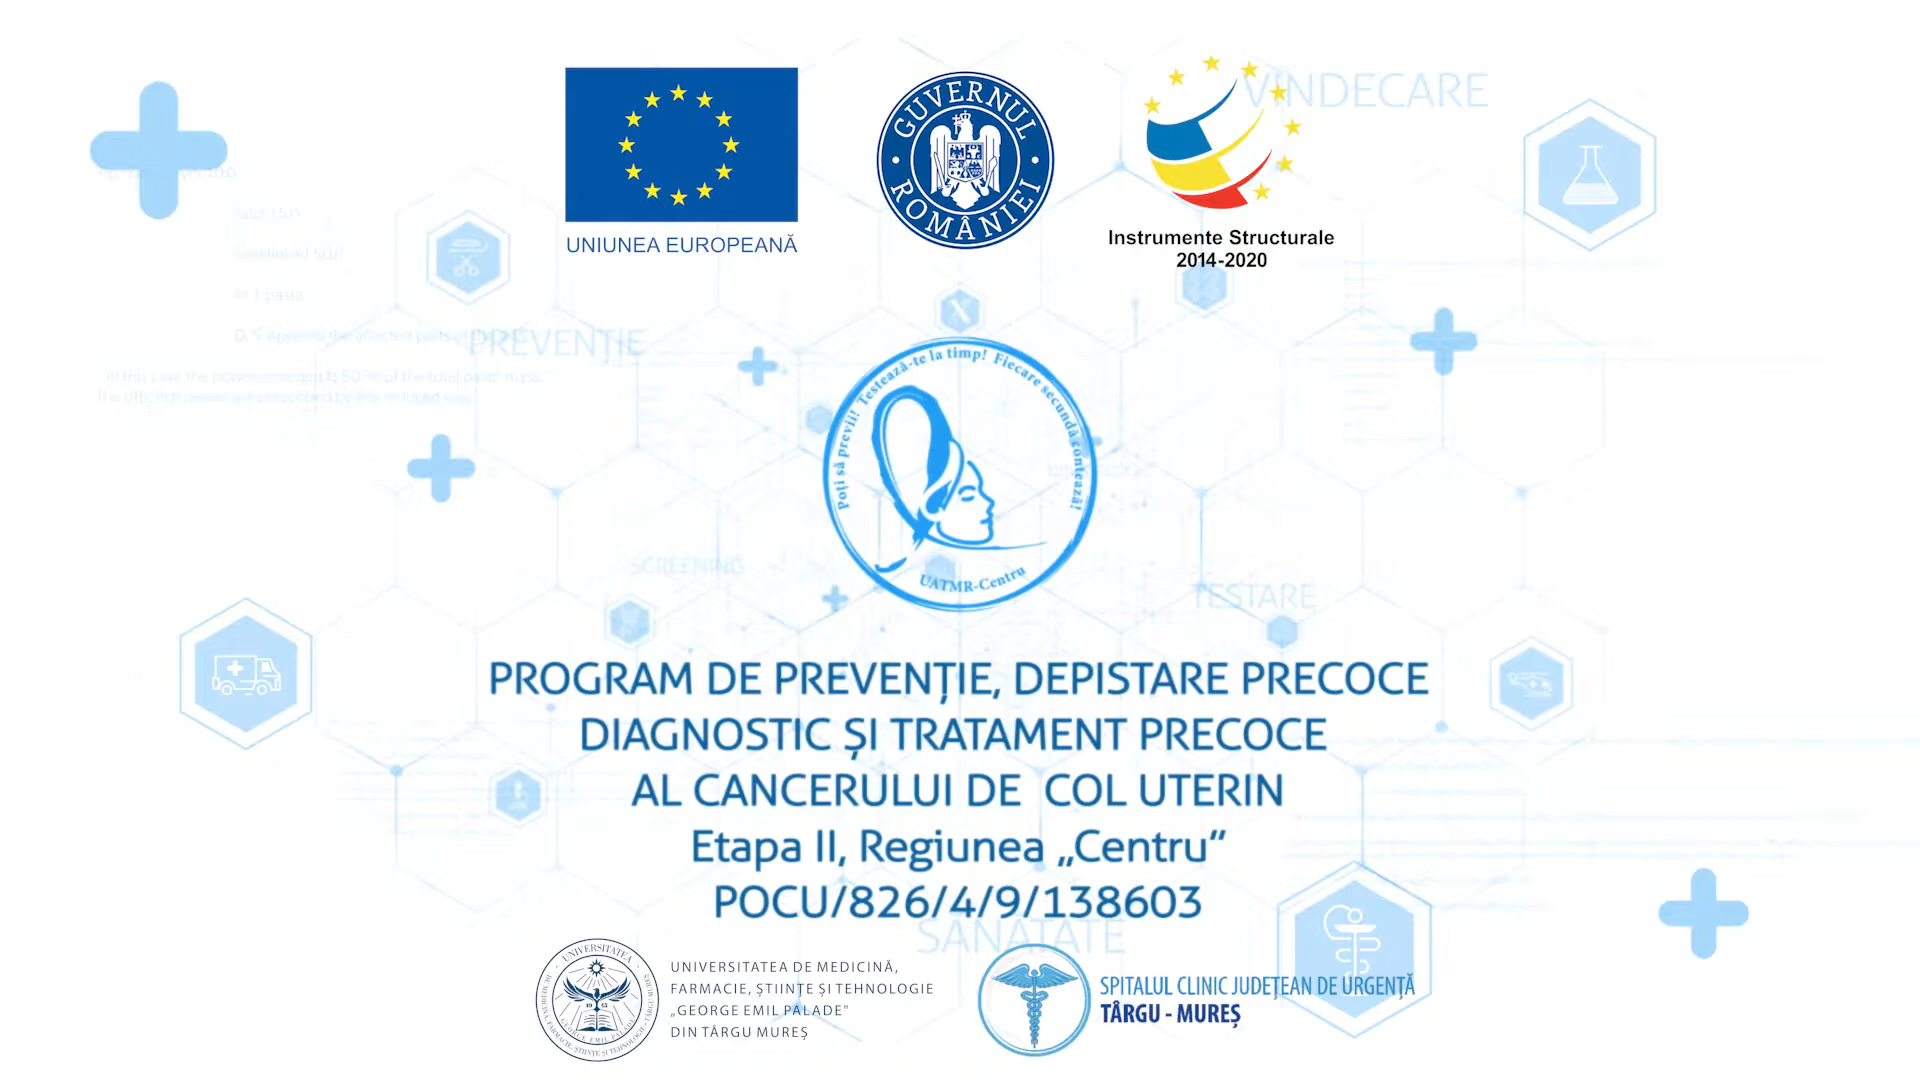 VINDECARE
UNIUNEA EUROPEANĂ
GUVERNUL ROMÂNIEI
Instrumente Structurale
2014-2020
PREVENȚIE
Poți să previi! Testează-te la timp! Fiecare secundă contează!
UATMR-Centru
SCREENING
TESTARE
PROGRAM DE PREVENȚIE, DEPISTARE PRECOCE
DIAGNOSTIC ȘI TRATAMENT PRECOCE
AL CANCERULUI DE COL UTERIN
Etapa II, Regiunea „Centru“
POCU/826/4/9/138603
SANATATE
UNIVERSITATEA DE MEDICINĂ,
FARMACIE, ȘTIINȚE ȘI TEHNOLOGIE
„GEORGE EMIL PALADE"
DIN TÂRGU MUREȘ
SPITALUL CLINIC JUDEȚEAN DE URGENȚĂ
TÂRGU - MUREȘ